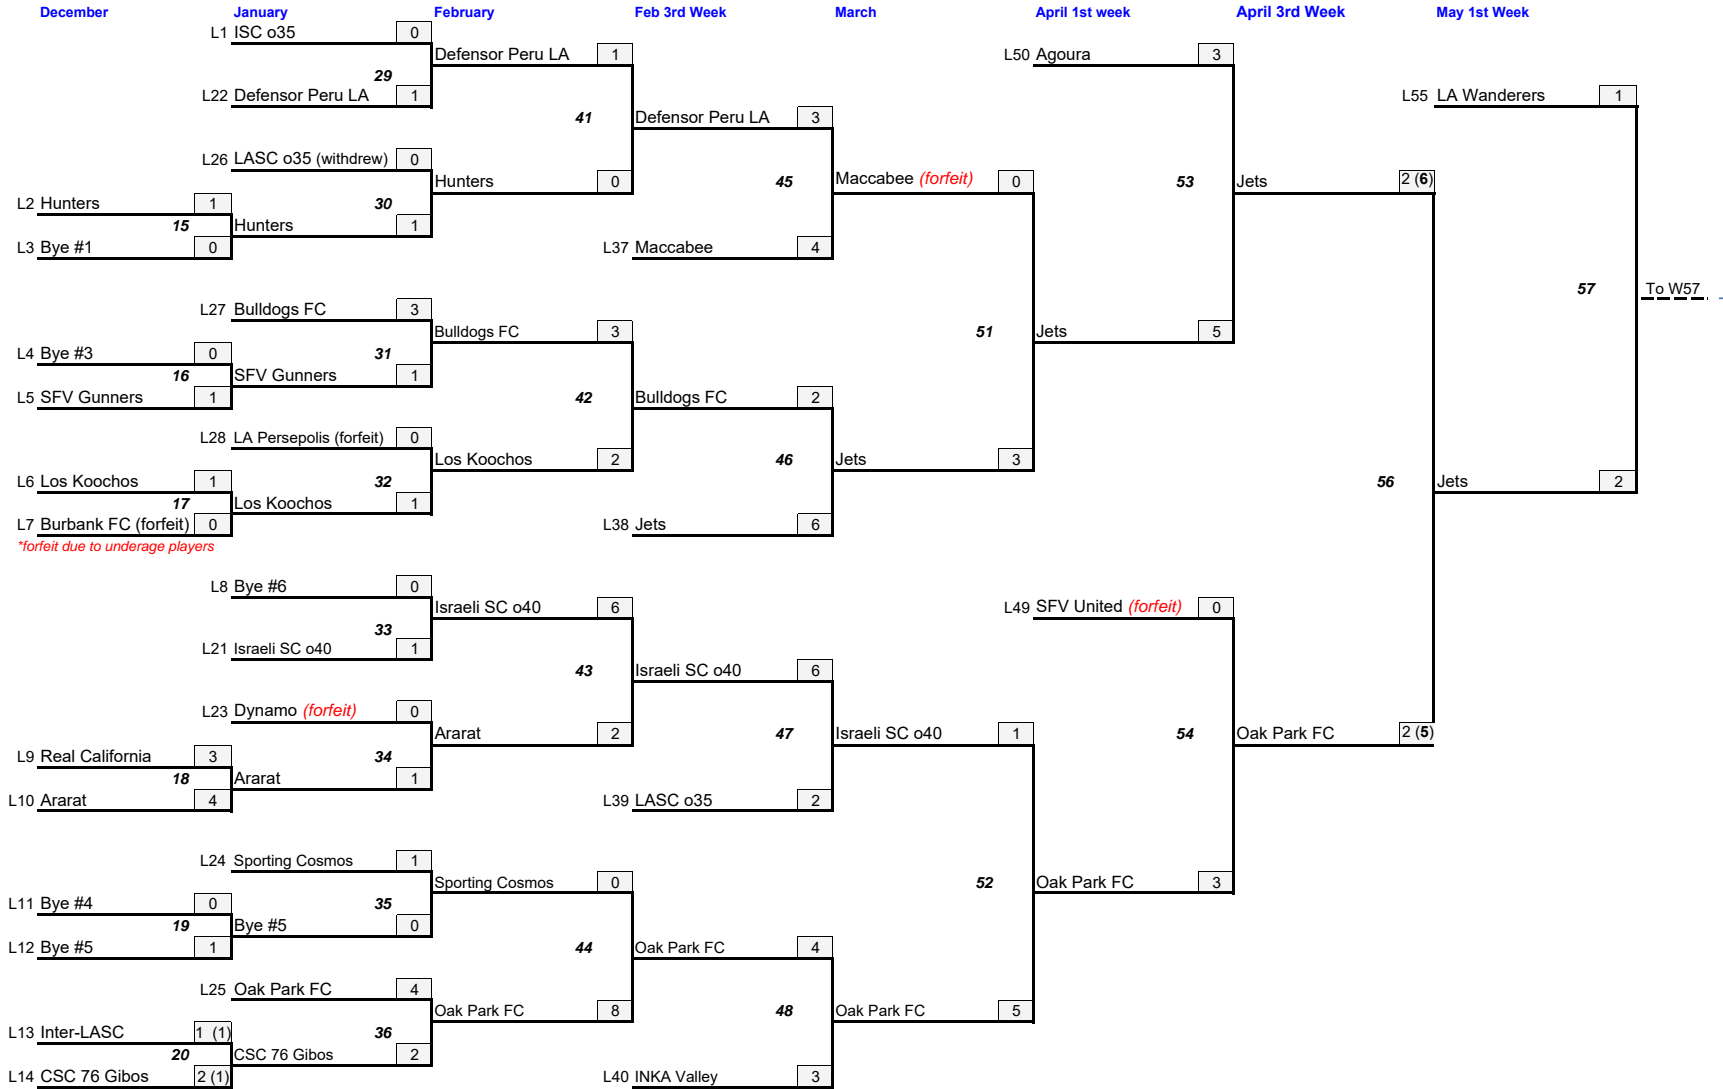 December January February Feb 3rd Week March April 1st week April 3rd Week May 1st Week
L1 ISC o35 0
Defensor Peru LA 1
L50 Agoura 3
29
L22 Defensor Peru LA 1
L55 LA Wanderers 1
41
Defensor Peru LA 3
L26 LASC o35 (withdrew) 0
Hunters 0
45
Maccabee (forfeit) 0
53
Jets 2 (6)
L2 Hunters 1
30
15
Hunters 1
L3 Bye #1 0
L37 Maccabee 4
57
To W57
L27 Bulldogs FC 3
Bulldogs FC 3
51
Jets 5
L4 Bye #3 0
31
16
SFV Gunners 1
L5 SFV Gunners 1
42
Bulldogs FC 2
L28 LA Persepolis (forfeit) 0
Los Koochos 2
46
Jets 3
L6 Los Koochos 1
32
56
Jets 2
17
Los Koochos 1
L7 Burbank FC (forfeit) 0
L38 Jets 6
*forfeit due to underage players
L8 Bye #6 0
Israeli SC o40 6
L49 SFV United (forfeit) 0
33
L21 Israeli SC o40 1
43
Israeli SC o40 6
L23 Dynamo (forfeit) 0
Ararat 2
47
Israeli SC o40 1
54
Oak Park FC 2 (5)
L9 Real California 3
34
18
Ararat 1
L10 Ararat 4
L39 LASC o35 2
L24 Sporting Cosmos 1
Sporting Cosmos 0
52
Oak Park FC 3
L11 Bye #4 0
35
19
Bye #5 0
L12 Bye #5 1
44
Oak Park FC 4
L25 Oak Park FC 4
Oak Park FC 8
48
Oak Park FC 5
L13 Inter-LASC 1 (1)
36
20
CSC 76 Gibos 2
L14 CSC 76 Gibos 2 (1)
L40 INKA Valley 3